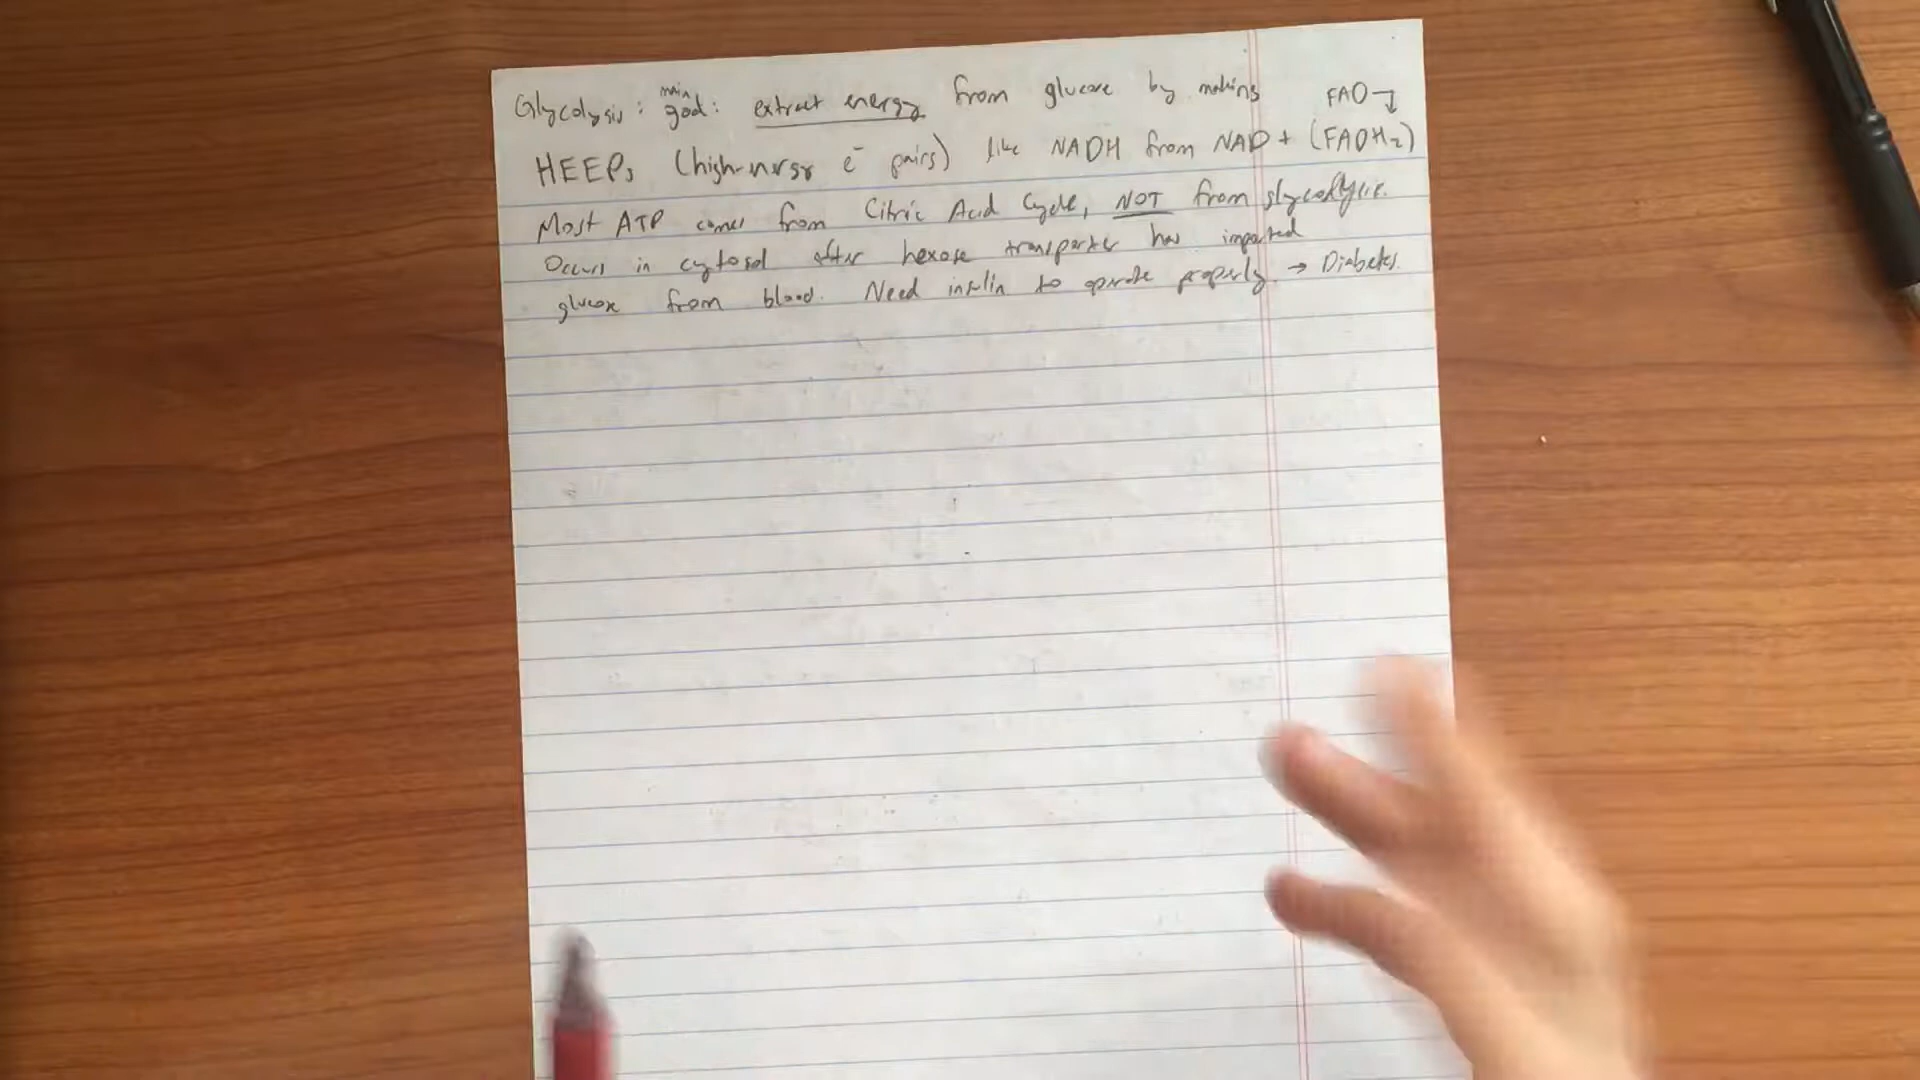 Glycolysis: main goal: extract energy from glucose by making FAD
HEEPs (high-energy e⁻ pairs) like NADH from NAD+ (FADH₂)
Most ATP comes from Citric Acid Cycle, NOT from glycolysis.
Occurs in cytosol after hexose transporter has imported
glucose from blood. Need insulin to operate properly → Diabetes.